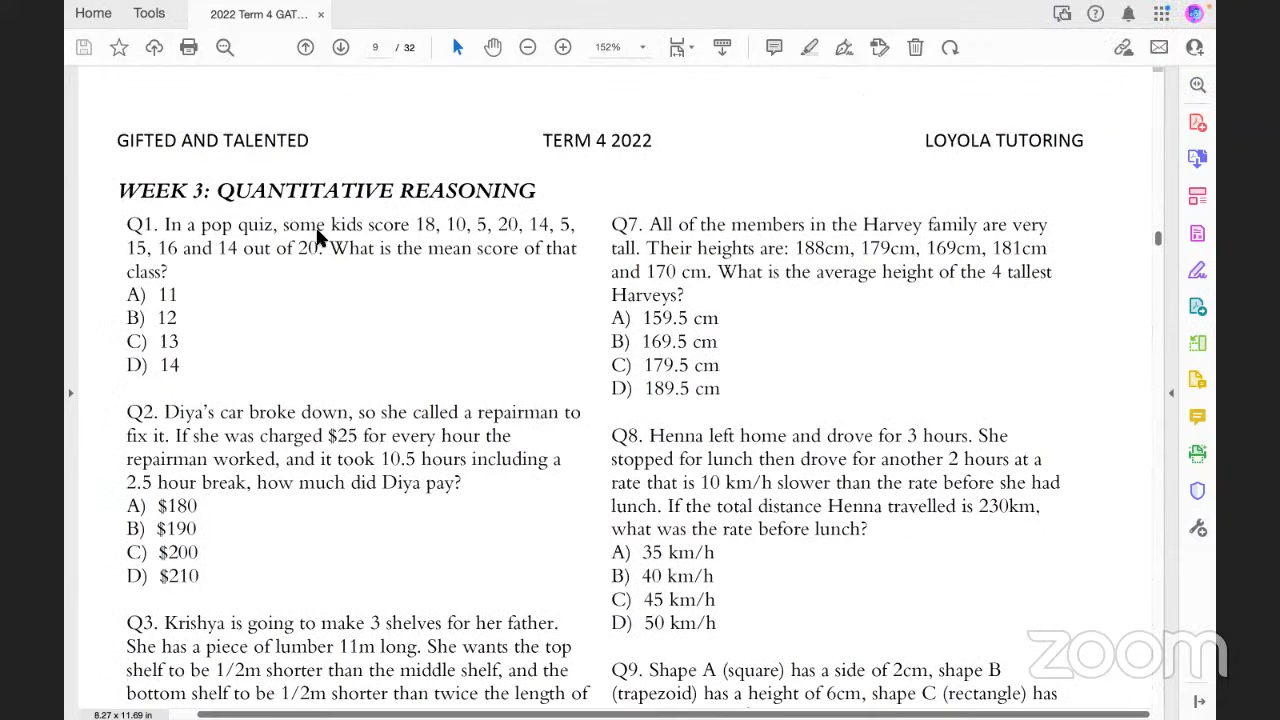 Home
Tools
2022 Term 4 GAT...
×
9 / 32
152%
GIFTED AND TALENTED
TERM 4 2022
LOYOLA TUTORING
WEEK 3: QUANTITATIVE REASONING
Q1. In a pop quiz, some kids score 18, 10, 5, 20, 14, 5,
15, 16 and 14 out of 20. What is the mean score of that
class?
A) 11
B) 12
C) 13
D) 14
Q2. Diya's car broke down, so she called a repairman to
fix it. If she was charged $25 for every hour the
repairman worked, and it took 10.5 hours including a
2.5 hour break, how much did Diya pay?
A) $180
B) $190
C) $200
D) $210
Q3. Krishya is going to make 3 shelves for her father.
She has a piece of lumber 11m long. She wants the top
shelf to be 1/2m shorter than the middle shelf, and the
bottom shelf to be 1/2m shorter than twice the length of
Q7. All of the members in the Harvey family are very
tall. Their heights are: 188cm, 179cm, 169cm, 181cm
and 170 cm. What is the average height of the 4 tallest
Harveys?
A) 159.5 cm
B) 169.5 cm
C) 179.5 cm
D) 189.5 cm
Q8. Henna left home and drove for 3 hours. She
stopped for lunch then drove for another 2 hours at a
rate that is 10 km/h slower than the rate before she had
lunch. If the total distance Henna travelled is 230km,
what was the rate before lunch?
A) 35 km/h
B) 40 km/h
C) 45 km/h
D) 50 km/h
Q9. Shape A (square) has a side of 2cm, shape B
(trapezoid) has a height of 6cm, shape C (rectangle) has
zoom
8.27 x 11.69 in